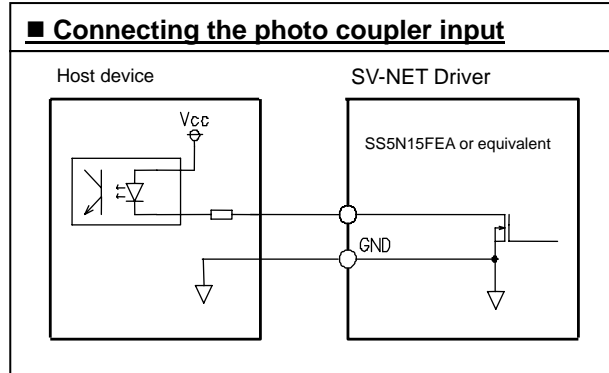 ■ Connecting the photo coupler input
Host device
SV-NET Driver
Vcc
SS5N15FEA or equivalent
GND